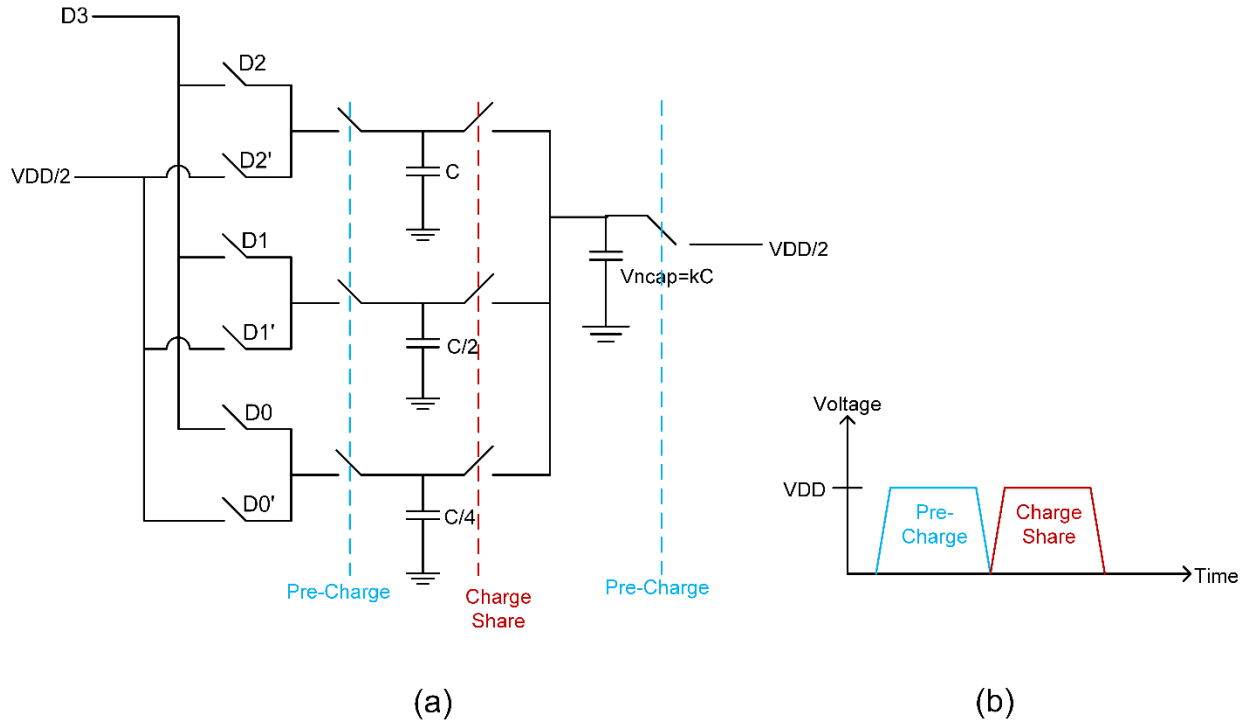 D3
D2
D2'
VDD/2
C
D1
D1'
C/2
D0
D0'
C/4
Vncap=kC
VDD/2
Pre-Charge
Charge
Share
Pre-Charge
(a)
Voltage
VDD
Pre-
Charge
Charge
Share
Time
(b)